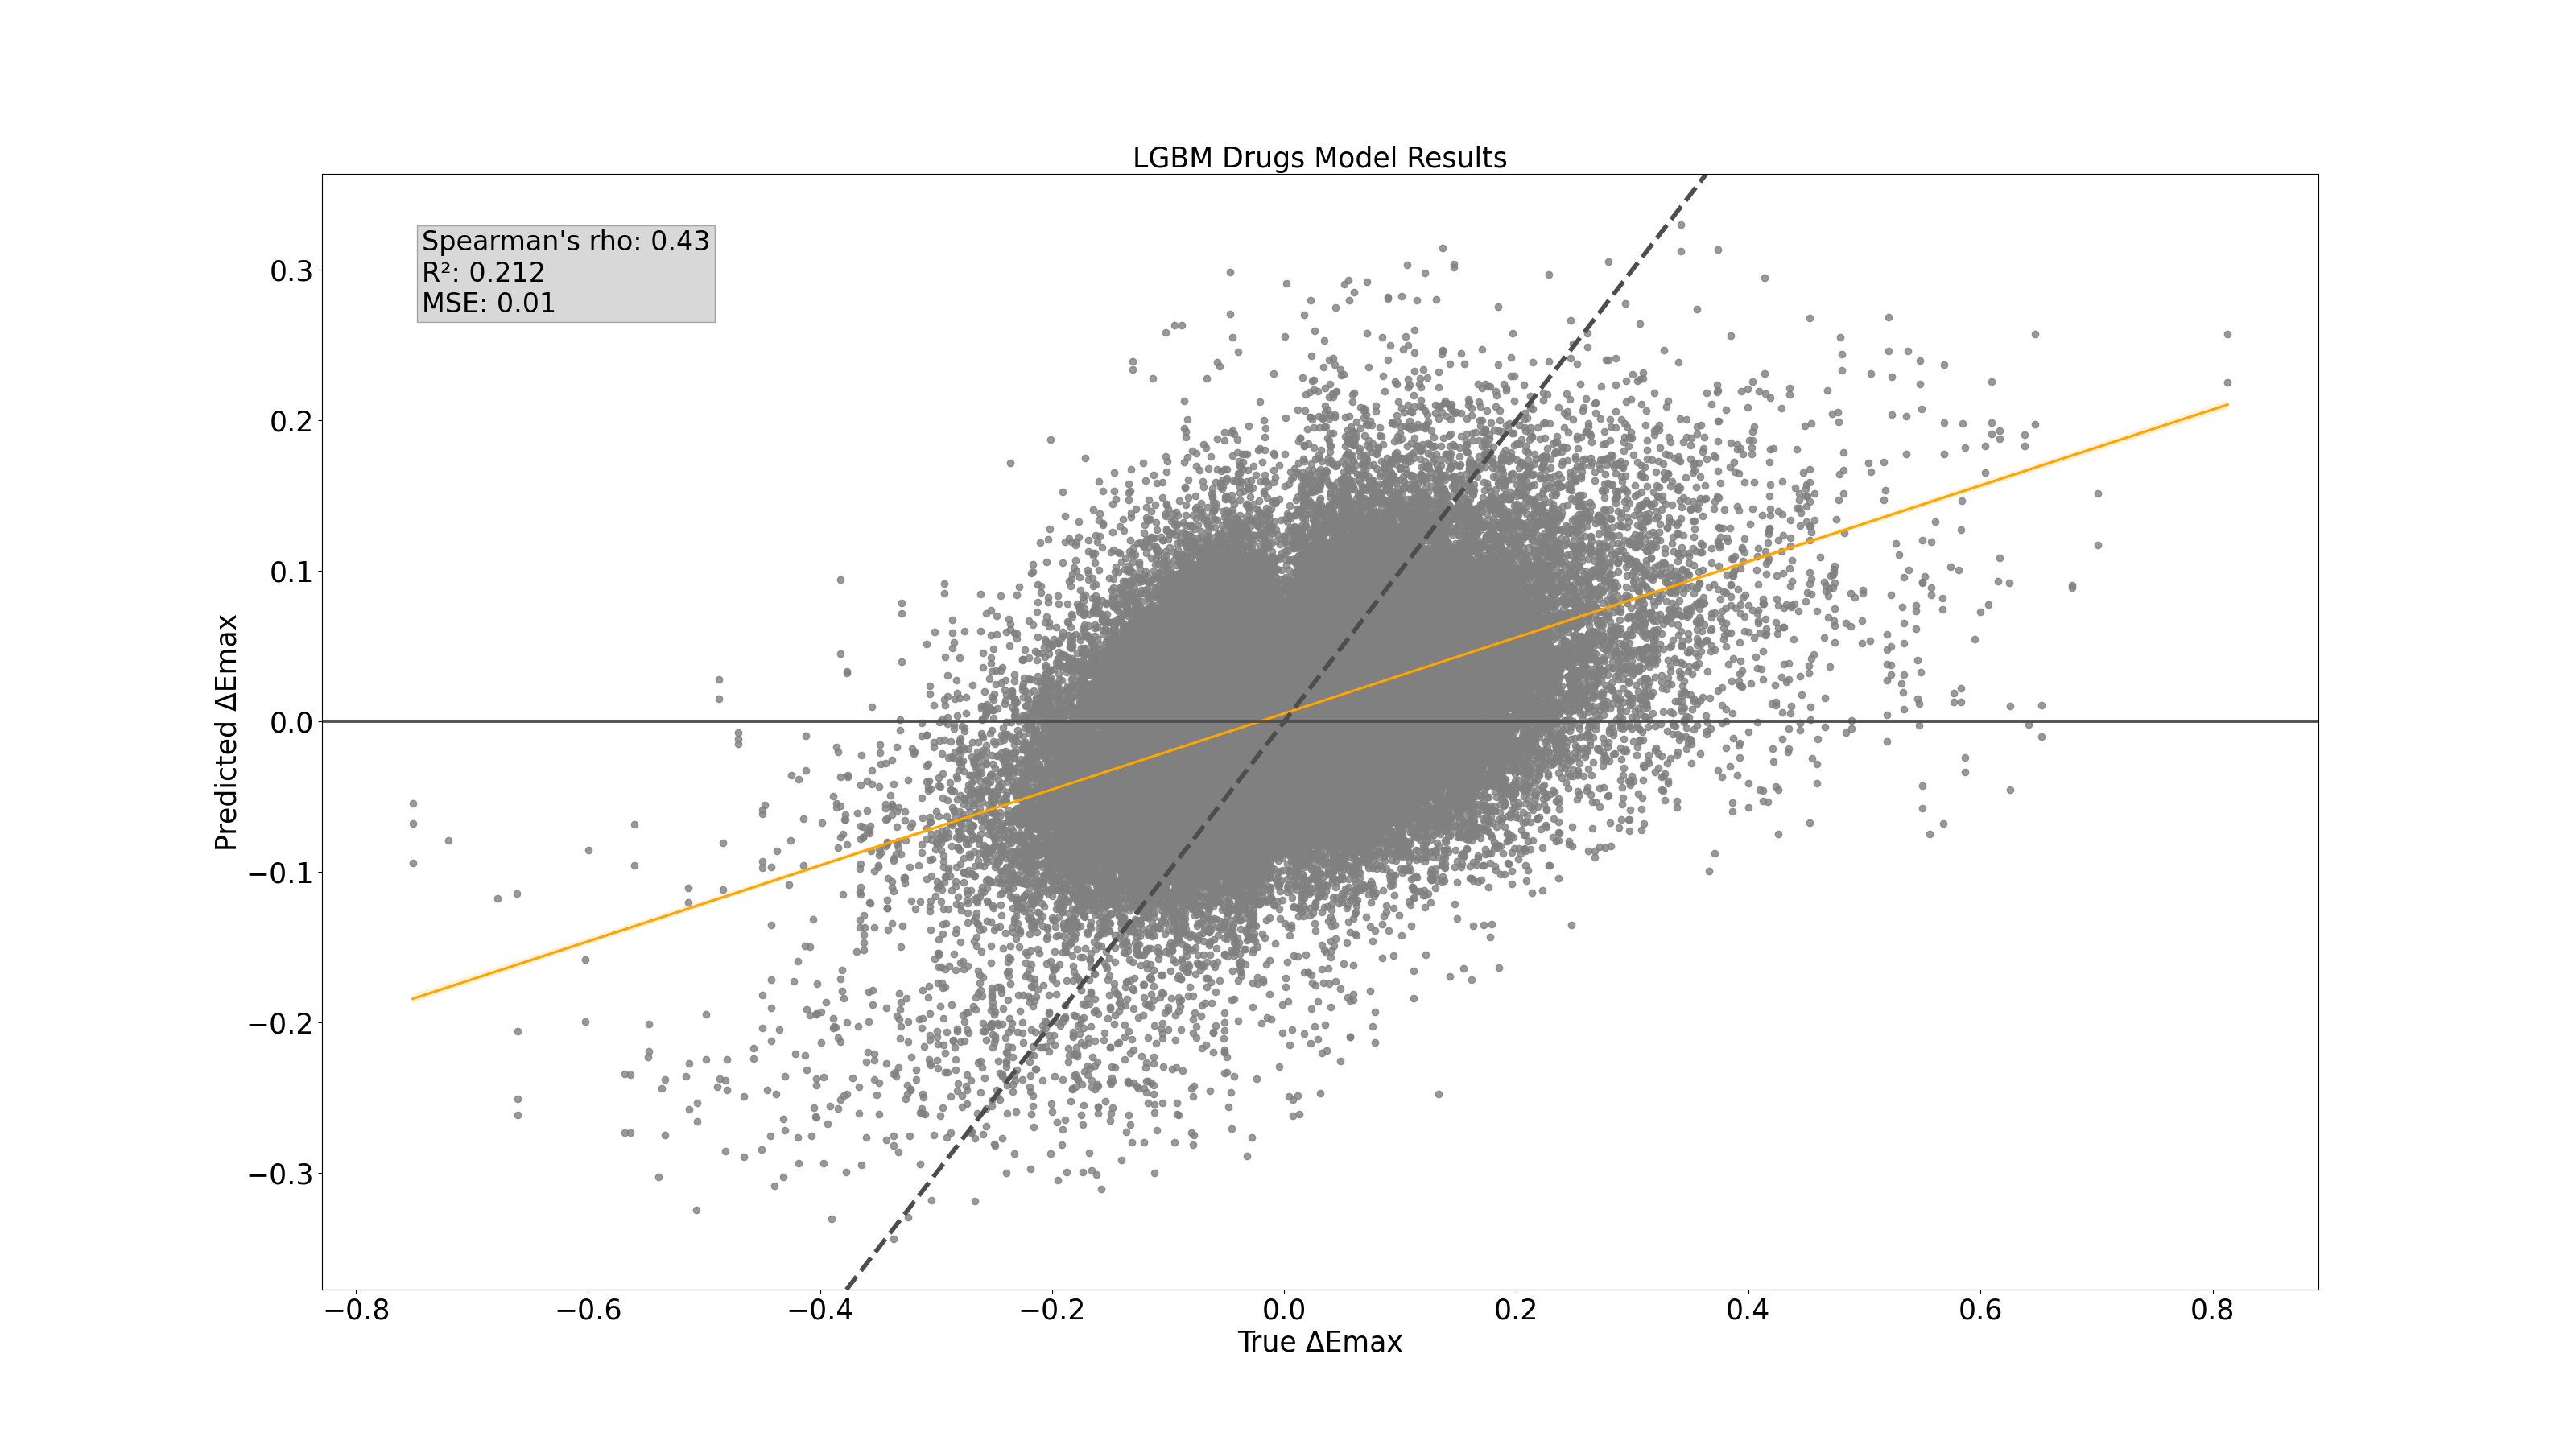 LGBM Drugs Model Results
Spearman's rho: 0.43
R²: 0.212
MSE: 0.01
0.3
0.2
0.1
0.0
−0.1
−0.2
−0.3
Predicted ΔEmax
−0.8 −0.6 −0.4 −0.2 0.0 0.2 0.4 0.6 0.8
True ΔEmax